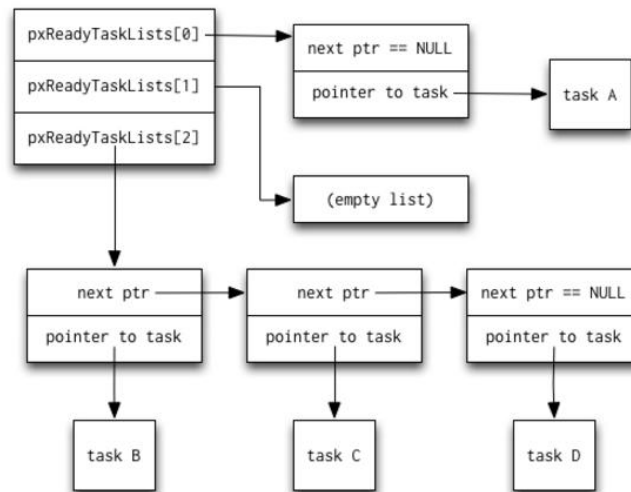 pxReadyTaskLists[0]
next ptr == NULL
pxReadyTaskLists[1]
pointer to task
task A
pxReadyTaskLists[2]
(empty list)
next ptr
next ptr
next ptr == NULL
pointer to task
pointer to task
pointer to task
task B
task C
task D